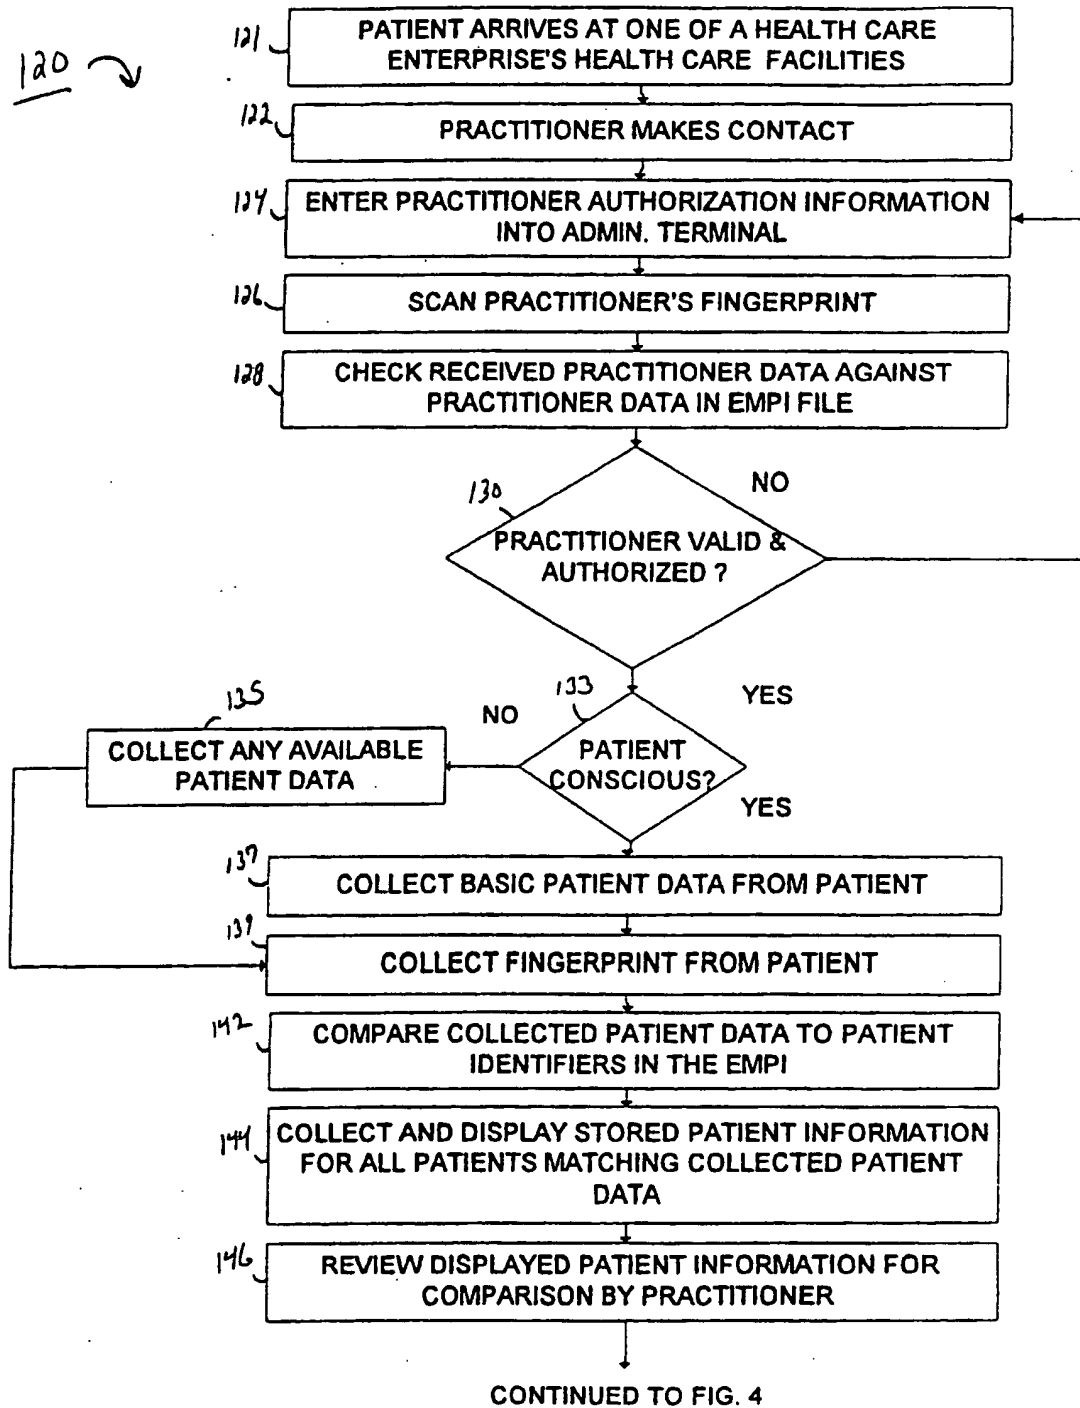 120
121
PATIENT ARRIVES AT ONE OF A HEALTH CARE
ENTERPRISE'S HEALTH CARE FACILITIES
122
PRACTITIONER MAKES CONTACT
124
ENTER PRACTITIONER AUTHORIZATION INFORMATION
INTO ADMIN. TERMINAL
126
SCAN PRACTITIONER'S FINGERPRINT
128
CHECK RECEIVED PRACTITIONER DATA AGAINST
PRACTITIONER DATA IN EMPI FILE
130
NO
PRACTITIONER VALID &
AUTHORIZED ?
133
YES
135
NO
COLLECT ANY AVAILABLE
PATIENT DATA
PATIENT
CONSCIOUS?
YES
137
COLLECT BASIC PATIENT DATA FROM PATIENT
139
COLLECT FINGERPRINT FROM PATIENT
142
COMPARE COLLECTED PATIENT DATA TO PATIENT
IDENTIFIERS IN THE EMPI
144
COLLECT AND DISPLAY STORED PATIENT INFORMATION
FOR ALL PATIENTS MATCHING COLLECTED PATIENT
DATA
146
REVIEW DISPLAYED PATIENT INFORMATION FOR
COMPARISON BY PRACTITIONER
CONTINUED TO FIG. 4